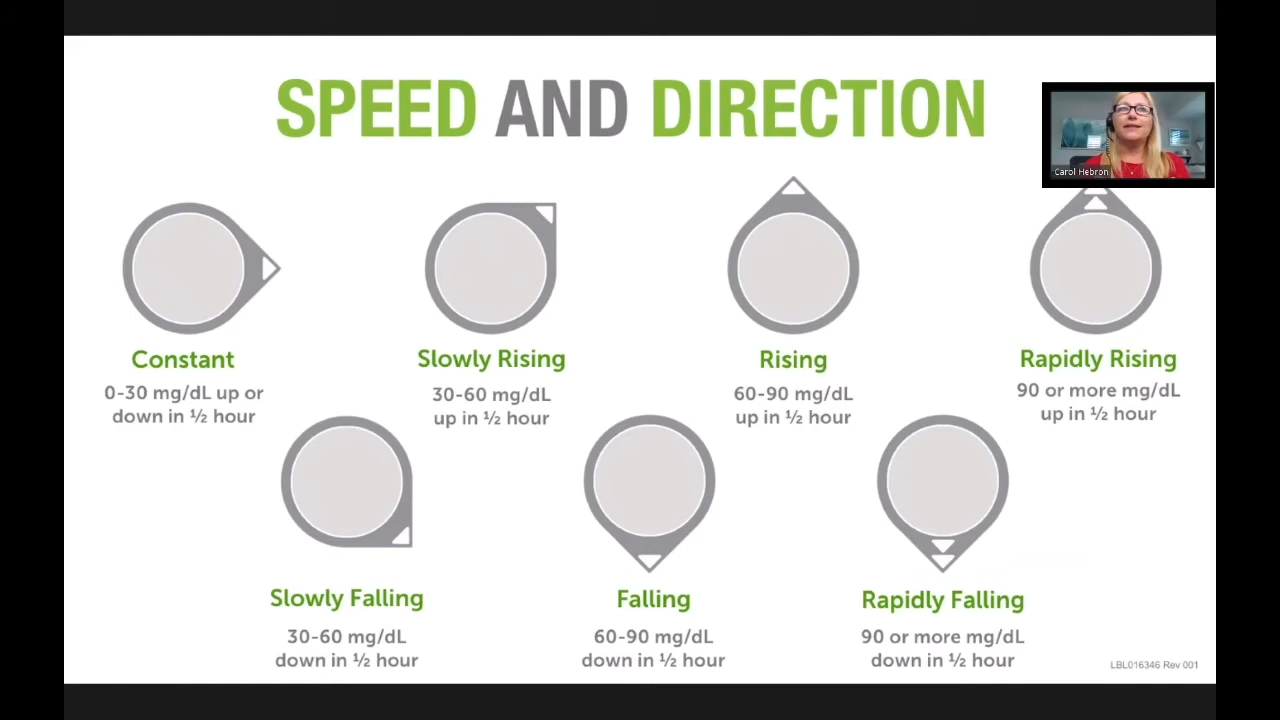 SPEED AND DIRECTION
Carol Hebron
Constant
0-30 mg/dL up or
down in ½ hour
Slowly Rising
30-60 mg/dL
up in ½ hour
Rising
60-90 mg/dL
up in ½ hour
Rapidly Rising
90 or more mg/dL
up in ½ hour
Slowly Falling
30-60 mg/dL
down in ½ hour
Falling
60-90 mg/dL
down in ½ hour
Rapidly Falling
90 or more mg/dL
down in ½ hour
LBL016346 Rev 001